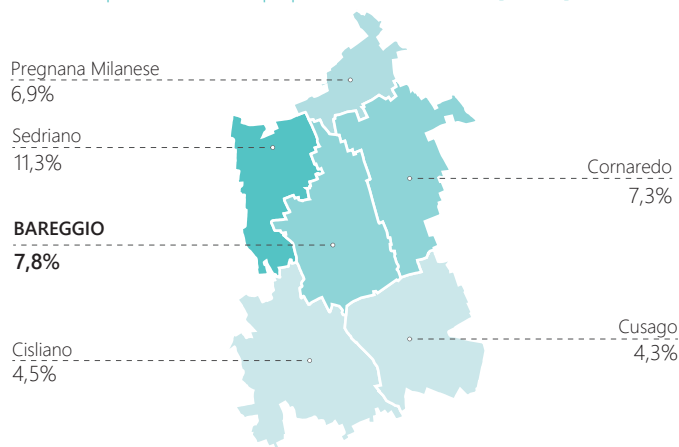 Pregnana Milanese
6,9%
Sedriano
11,3%
Cornaredo
7,3%
BAREGGIO
7,8%
Cusago
4,3%
Cisliano
4,5%